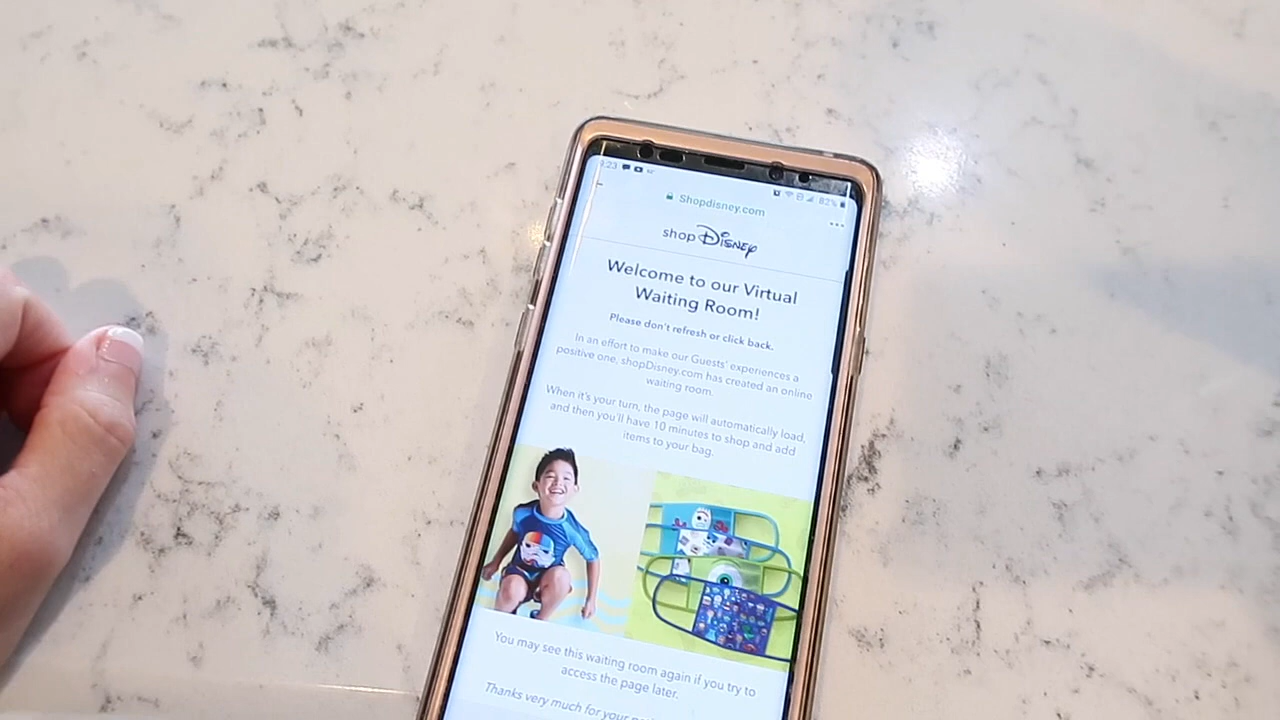 :23 82%
Shopdisney.com
shop Disney
Welcome to our Virtual
Waiting Room!
Please don't refresh or click back.
In an effort to make our Guests' experiences a
positive one, shopDisney.com has created an online
waiting room.
When it's your turn, the page will automatically load,
and then you'll have 10 minutes to shop and add
items to your bag.
You may see this waiting room again if you try to
access the page later.
Thanks very much for your